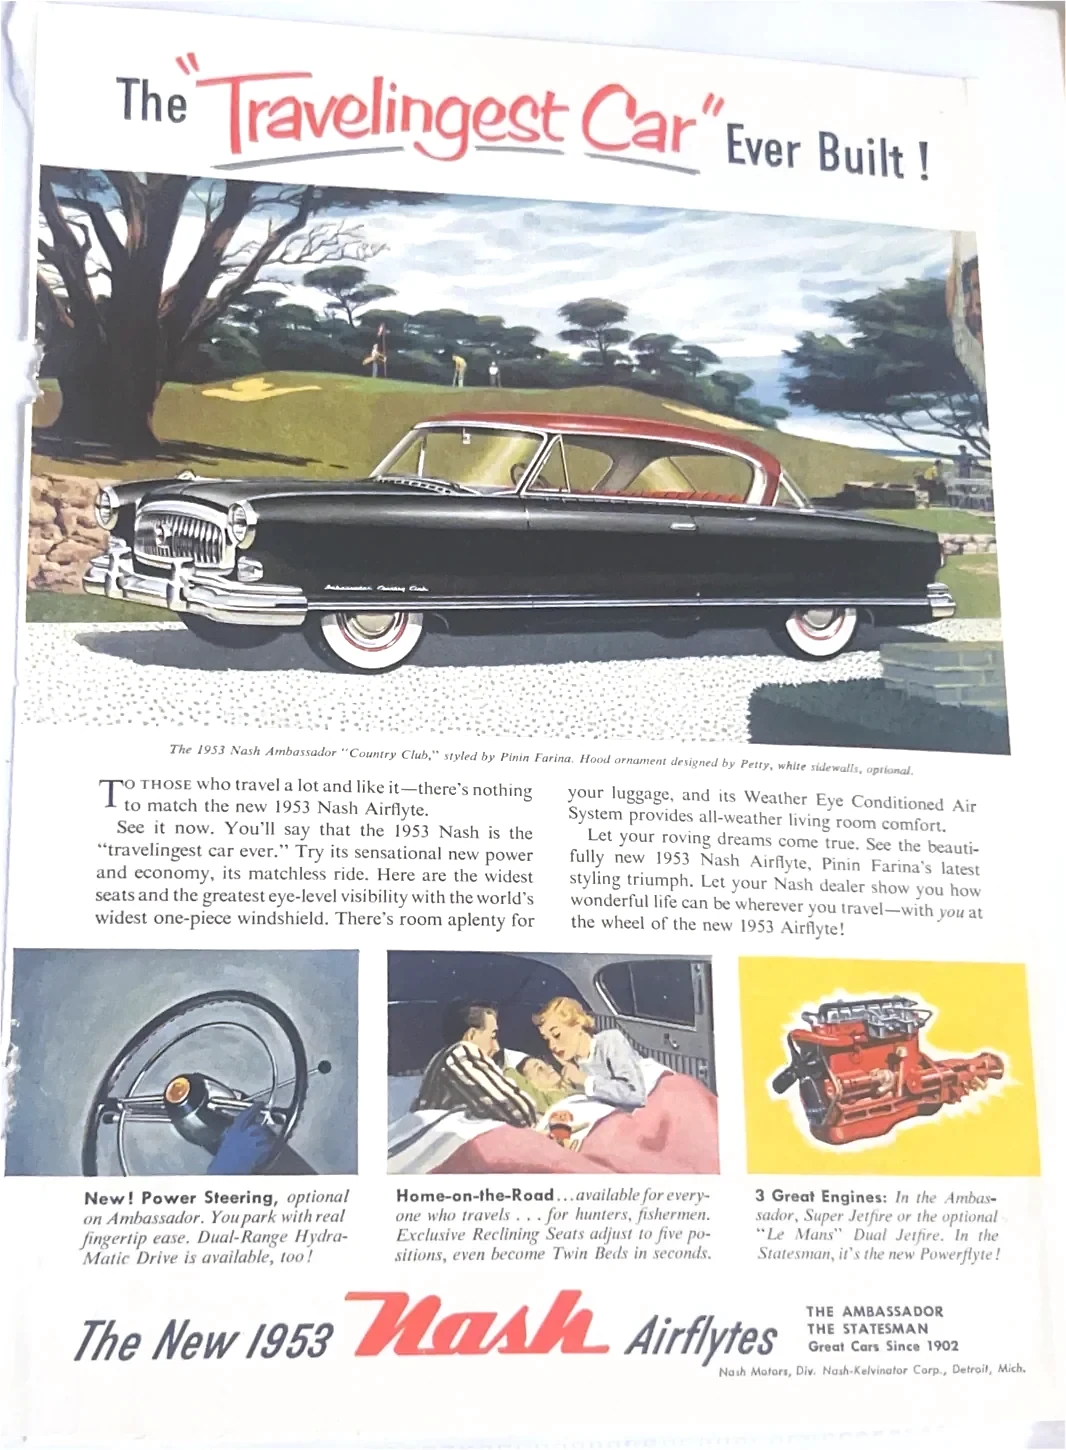 The "Travelingest Car" Ever Built!
Ambassador Country Club
The 1953 Nash Ambassador "Country Club," styled by Pinin Farina. Hood ornament designed by Petty, white sidewalls, optional.
TO THOSE who travel a lot and like it—there's nothing
to match the new 1953 Nash Airflyte.
See it now. You'll say that the 1953 Nash is the
"travelingest car ever." Try its sensational new power
and economy, its matchless ride. Here are the widest
seats and the greatest eye-level visibility with the world's
widest one-piece windshield. There's room aplenty for
your luggage, and its Weather Eye Conditioned Air
System provides all-weather living room comfort.
Let your roving dreams come true. See the beauti-
fully new 1953 Nash Airflyte, Pinin Farina's latest
styling triumph. Let your Nash dealer show you how
wonderful life can be wherever you travel—with you at
the wheel of the new 1953 Airflyte!
New! Power Steering, optional
on Ambassador. You park with real
fingertip ease. Dual-Range Hydra-
Matic Drive is available, too!
Home-on-the-Road...available for every-
one who travels . . . for hunters, fishermen.
Exclusive Reclining Seats adjust to five po-
sitions, even become Twin Beds in seconds.
3 Great Engines: In the Ambas-
sador, Super Jetfire or the optional
"Le Mans" Dual Jetfire. In the
Statesman, it's the new Powerflyte!
The New 1953 Nash Airflytes
THE AMBASSADOR
THE STATESMAN
Great Cars Since 1902
Nash Motors, Div. Nash-Kelvinator Corp., Detroit, Mich.